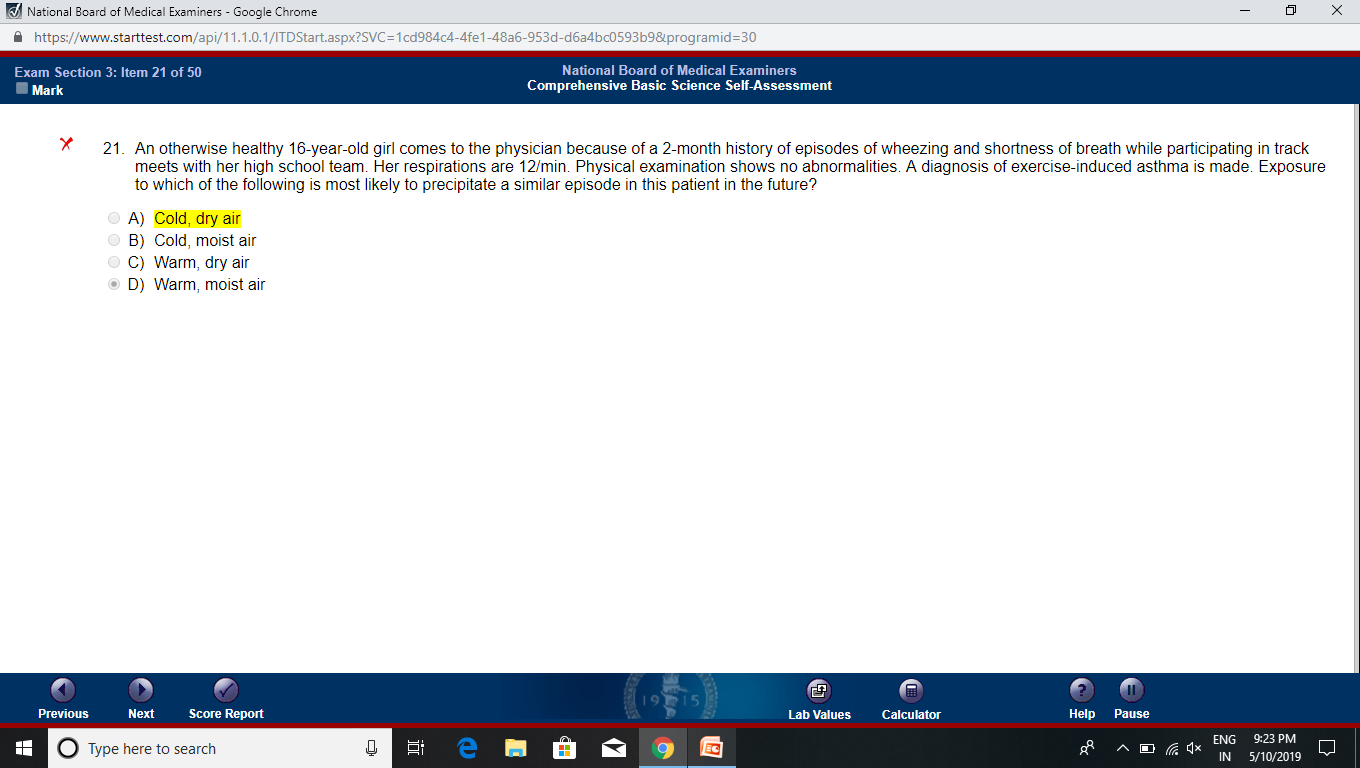 National Board of Medical Examiners - Google Chrome
https://www.starttest.com/api/11.1.0.1/ITDStart.aspx?SVC=1cd984c4-4fe1-48a6-953d-d6a4bc0593b9&programid=30
Exam Section 3: Item 21 of 50
Mark
National Board of Medical Examiners
Comprehensive Basic Science Self-Assessment
21. An otherwise healthy 16-year-old girl comes to the physician because of a 2-month history of episodes of wheezing and shortness of breath while participating in track
meets with her high school team. Her respirations are 12/min. Physical examination shows no abnormalities. A diagnosis of exercise-induced asthma is made. Exposure
to which of the following is most likely to precipitate a similar episode in this patient in the future?
A) Cold, dry air
B) Cold, moist air
C) Warm, dry air
D) Warm, moist air
Previous
Next
Score Report
19 15
Lab Values
Calculator
Help
Pause
Type here to search
ENG
IN
9:23 PM
5/10/2019